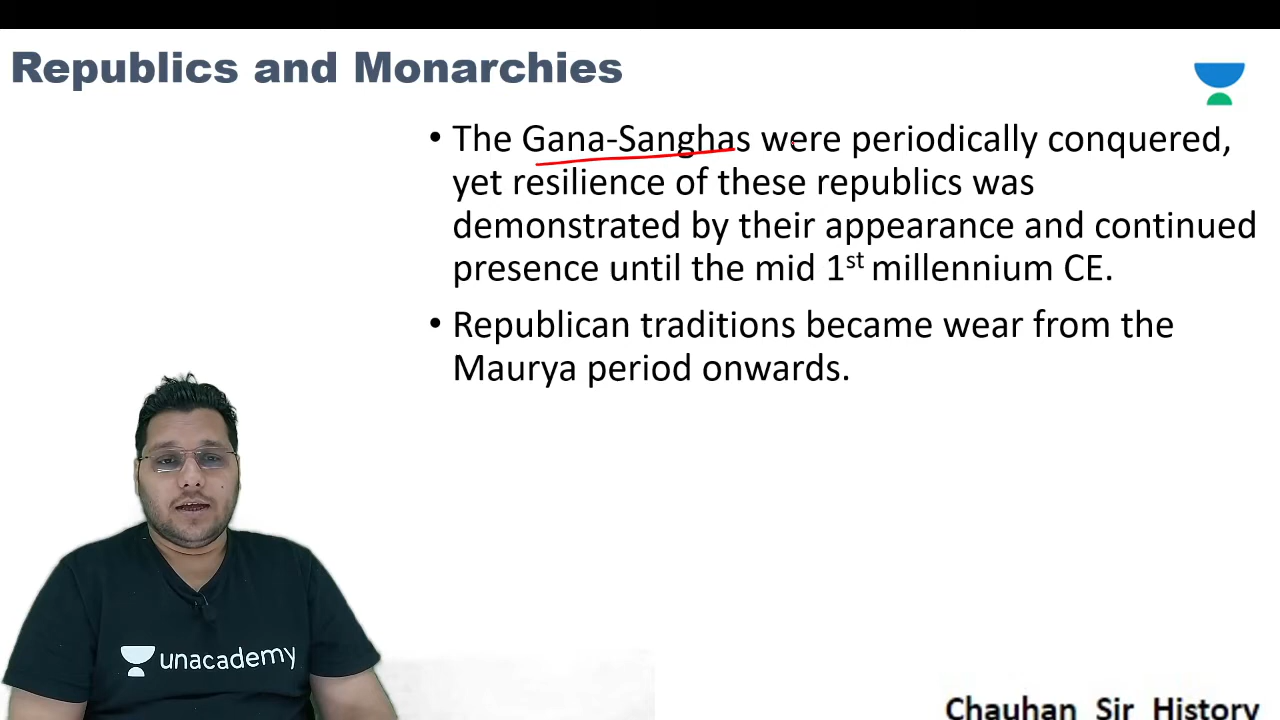 Republics and Monarchies
• The Gana-Sanghas were periodically conquered,
yet resilience of these republics was
demonstrated by their appearance and continued
presence until the mid 1st millennium CE.
• Republican traditions became wear from the
Maurya period onwards.
unacademy
Chauhan Sir History